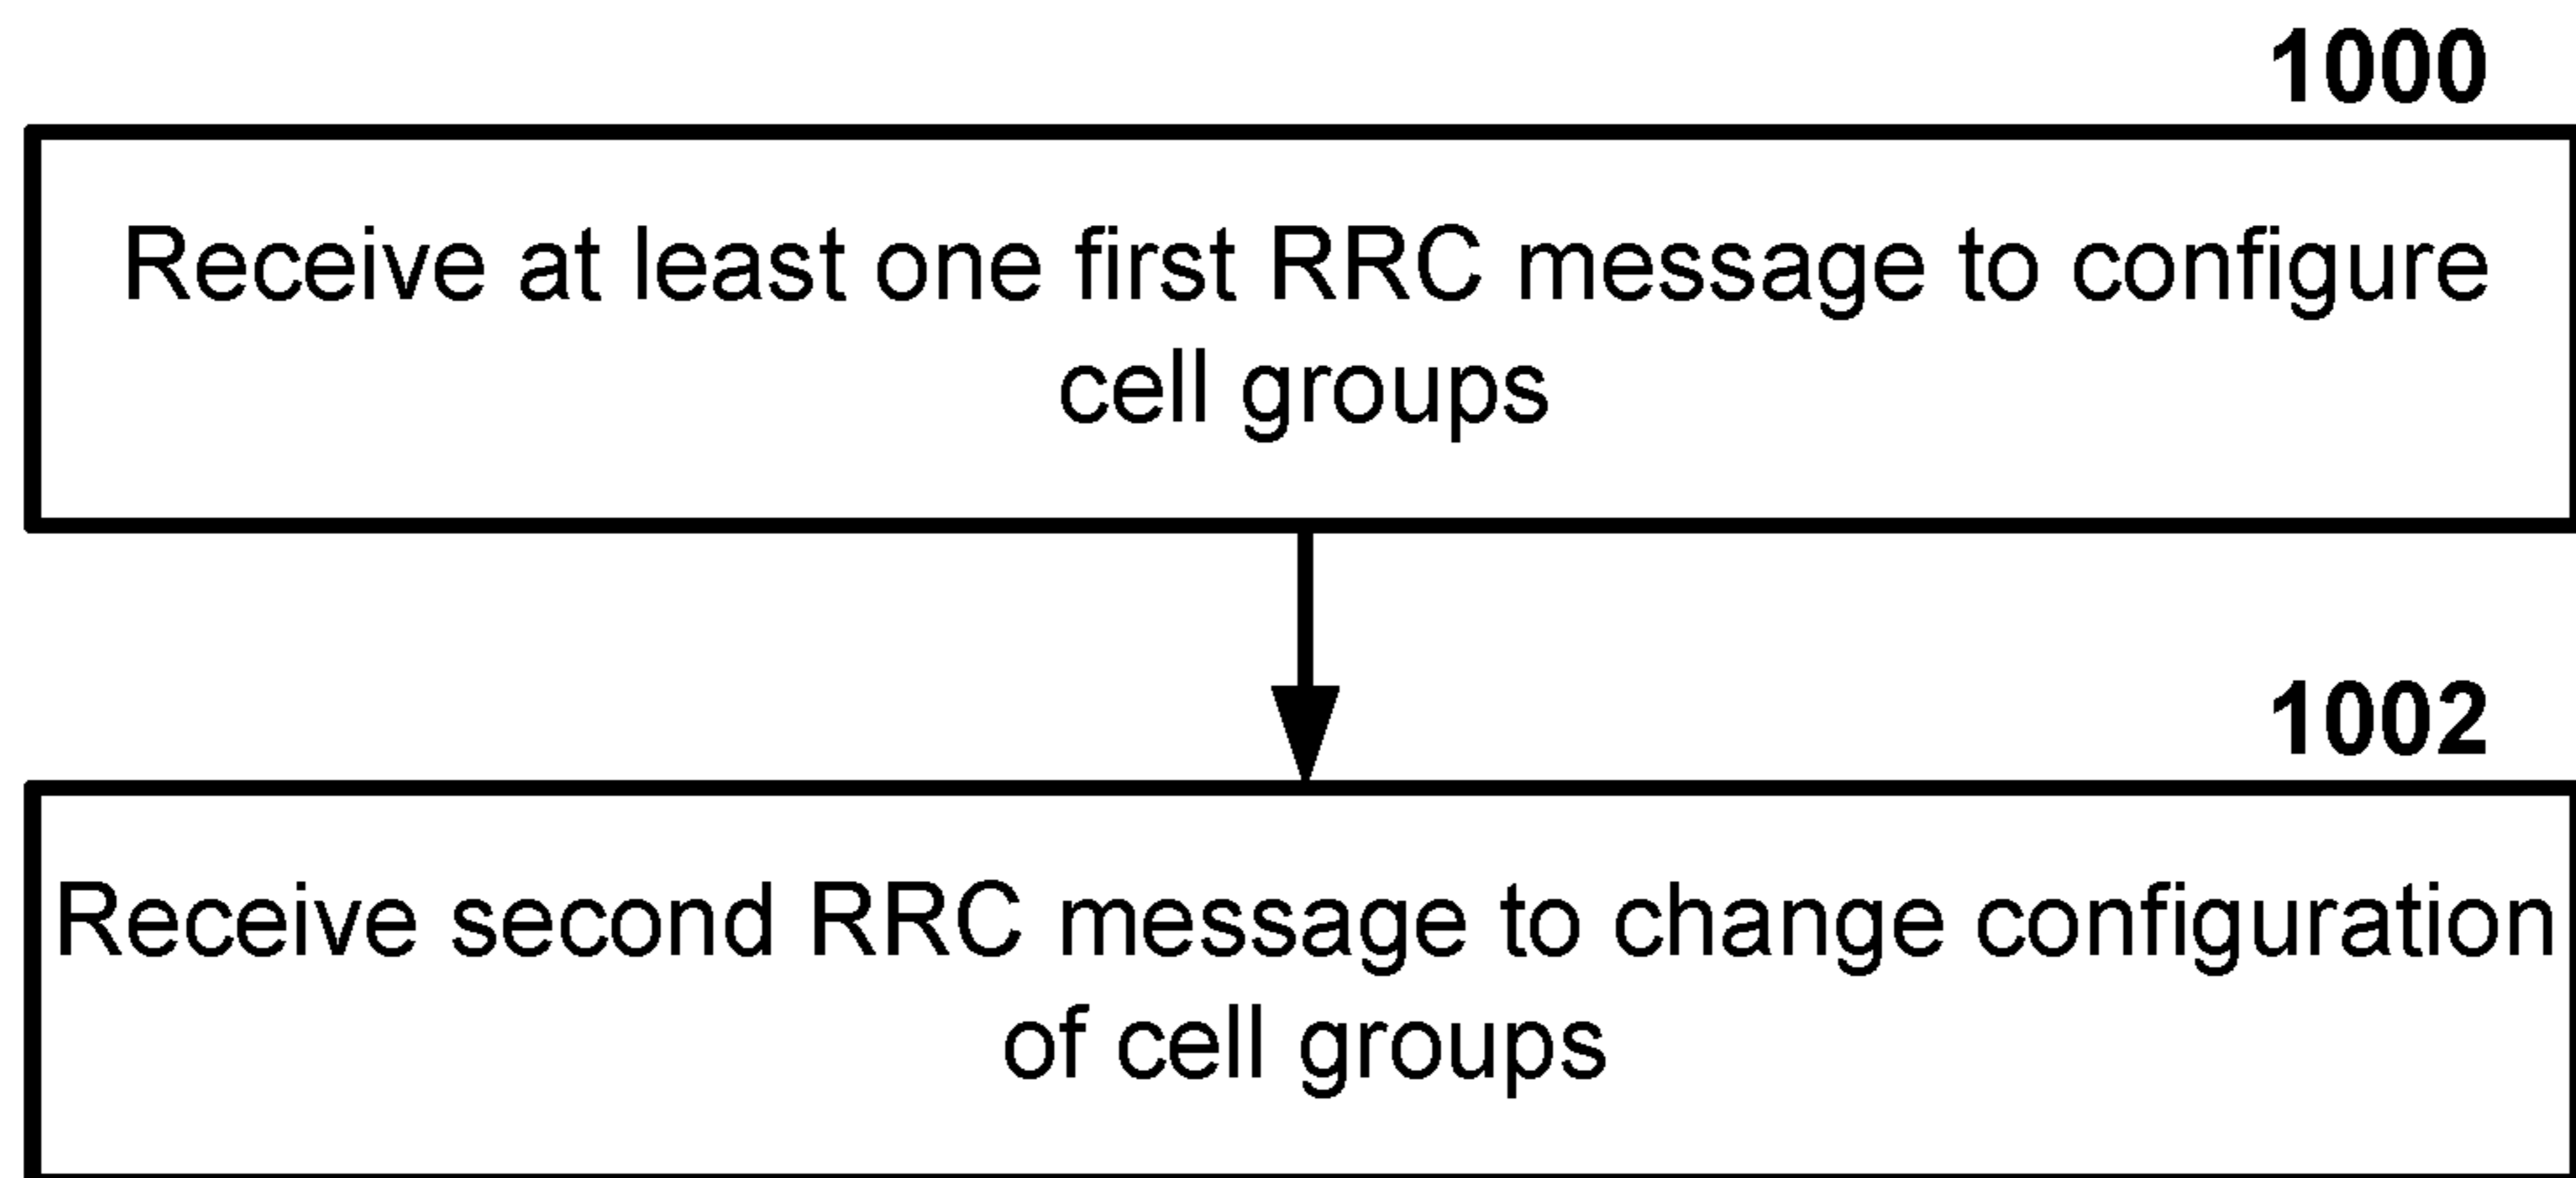 1000
Receive at least one first RRC message to configure
cell groups
1002
Receive second RRC message to change configuration
of cell groups